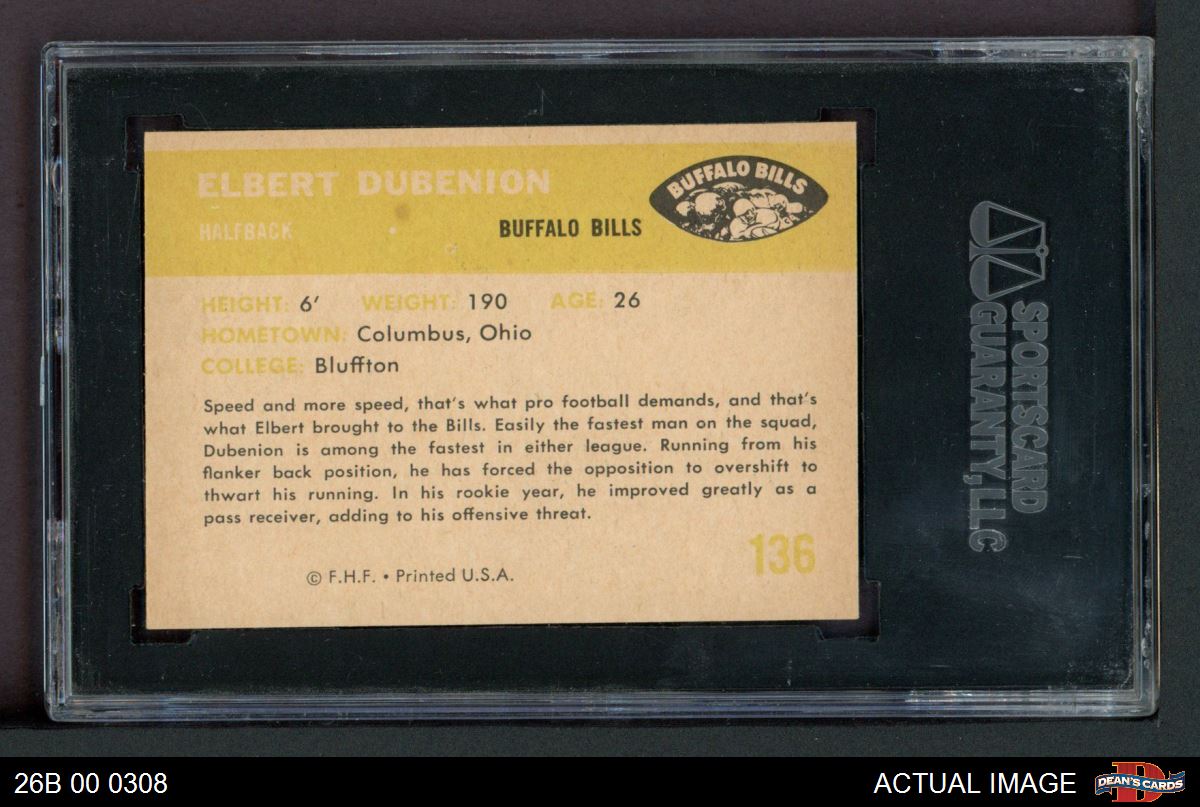 ELBERT DUBENION
BUFFALO BILLS
HALFBACK
BUFFALO BILLS
HEIGHT: 6' WEIGHT: 190 AGE: 26
HOMETOWN: Columbus, Ohio
COLLEGE: Bluffton
Speed and more speed, that's what pro football demands, and that's
what Elbert brought to the Bills. Easily the fastest man on the squad,
Dubenion is among the fastest in either league. Running from his
flanker back position, he has forced the opposition to overshift to
thwart his running. In his rookie year, he improved greatly as a
pass receiver, adding to his offensive threat.
136
© F.H.F. • Printed U.S.A.
SPORTSCARD
GUARANTY, LLC
26B 00 0308
ACTUAL IMAGE
D
DEAN'S CARDS